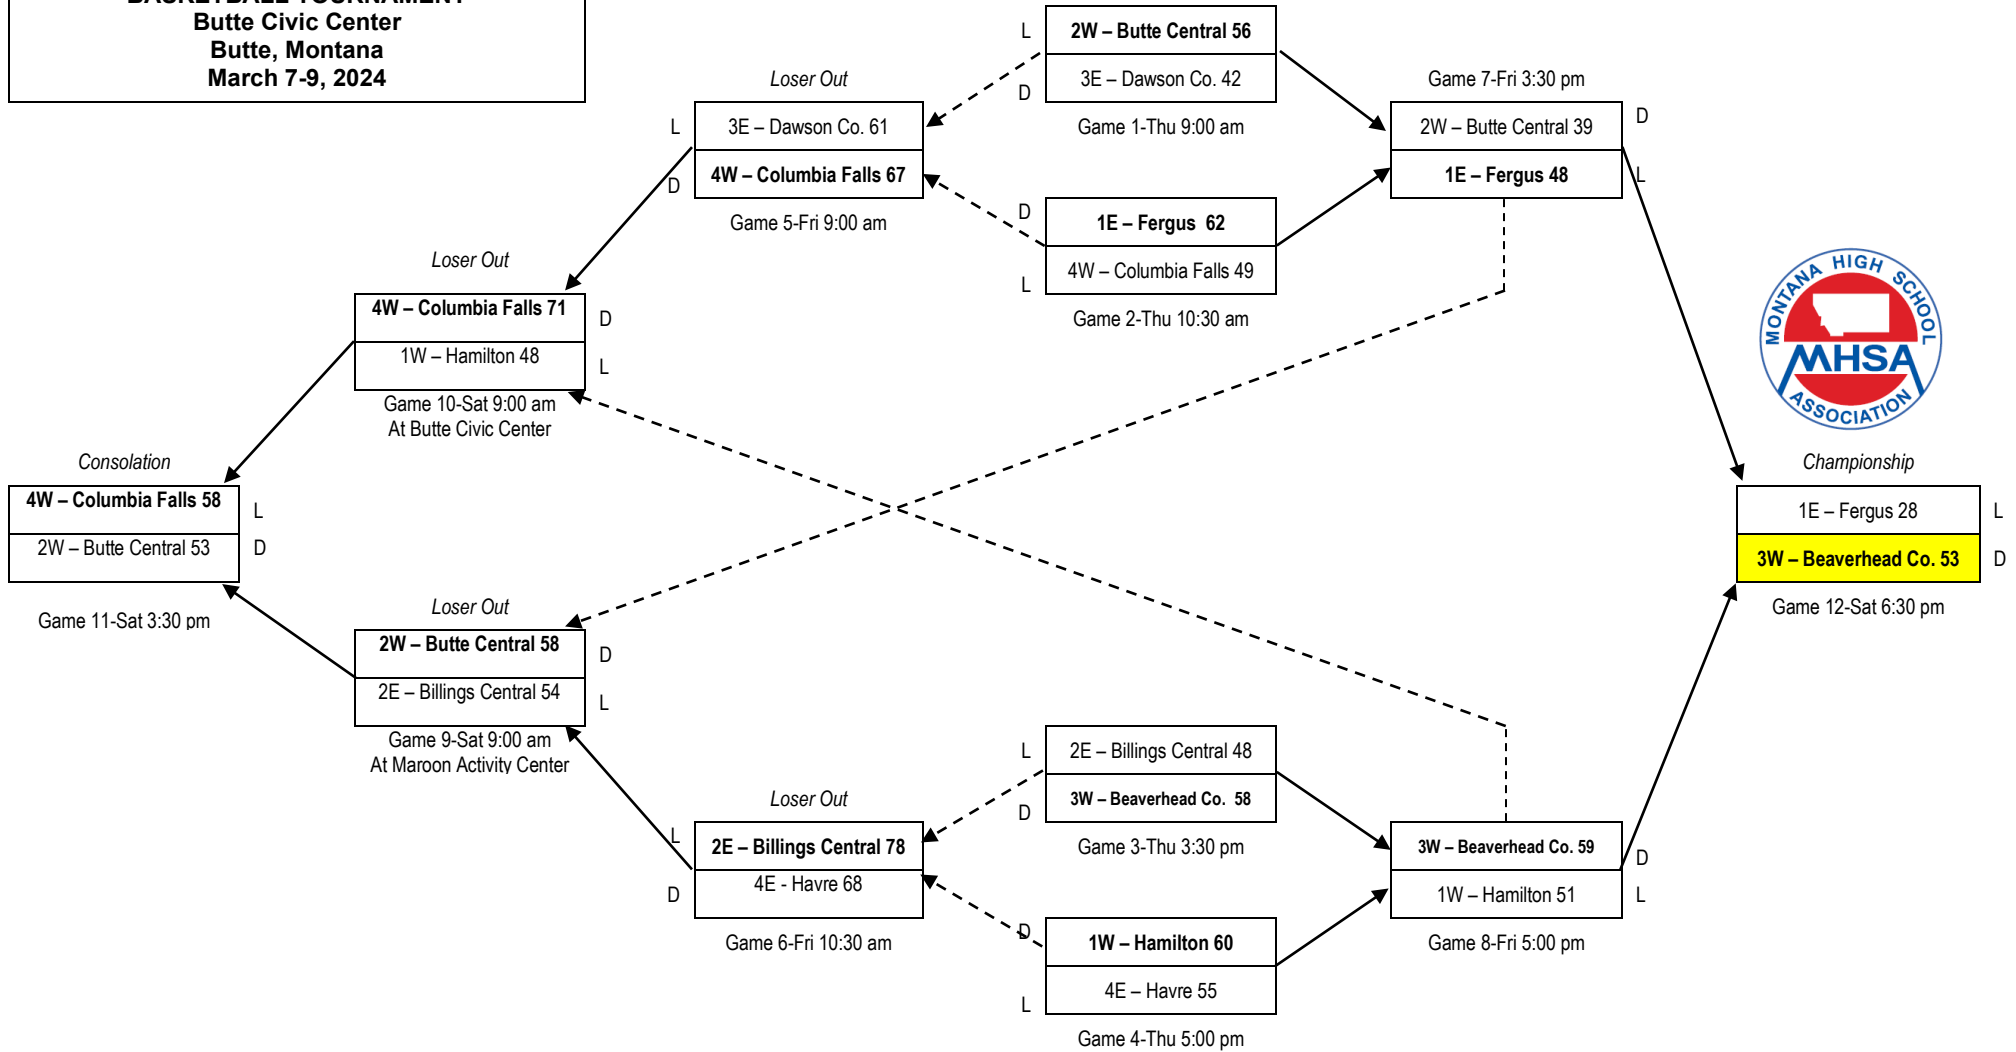 BASKETBALL TOURNAMENT
Butte Civic Center
Butte, Montana
March 7-9, 2024
L
2W – Butte Central 56
D
3E – Dawson Co. 42
Game 1-Thu 9:00 am
Loser Out
L
3E – Dawson Co. 61
D
4W – Columbia Falls 67
Game 5-Fri 9:00 am
Game 7-Fri 3:30 pm
2W – Butte Central 39
D
1E – Fergus 48
L
D
1E – Fergus 62
L
4W – Columbia Falls 49
Game 2-Thu 10:30 am
Loser Out
4W – Columbia Falls 71
D
1W – Hamilton 48
L
Game 10-Sat 9:00 am
At Butte Civic Center
MONTANA HIGH SCHOOL
MHSA
ASSOCIATION
Consolation
4W – Columbia Falls 58
L
2W – Butte Central 53
D
Game 11-Sat 3:30 pm
Championship
1E – Fergus 28
L
3W – Beaverhead Co. 53
D
Game 12-Sat 6:30 pm
Loser Out
2W – Butte Central 58
D
2E – Billings Central 54
L
Game 9-Sat 9:00 am
At Maroon Activity Center
L
2E – Billings Central 48
D
3W – Beaverhead Co. 58
Game 3-Thu 3:30 pm
Loser Out
L
2E – Billings Central 78
D
4E - Havre 68
Game 6-Fri 10:30 am
3W – Beaverhead Co. 59
D
1W – Hamilton 51
L
Game 8-Fri 5:00 pm
D
1W – Hamilton 60
L
4E – Havre 55
Game 4-Thu 5:00 pm